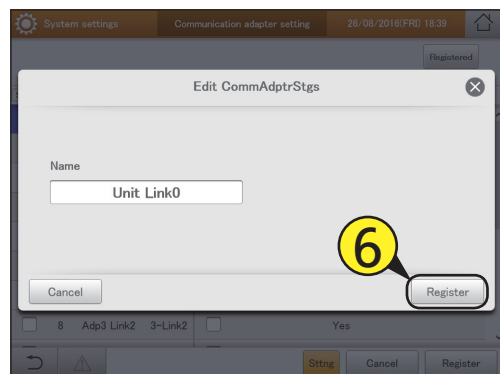 System settings Communication adapter setting 26/08/2016(FRI) 18:39
Registered
Edit CommAdptrStgs
Name
Unit Link0
6
Cancel Register
8 Adp3 Link2 3-Link2 Yes
Sttng Cancel Register